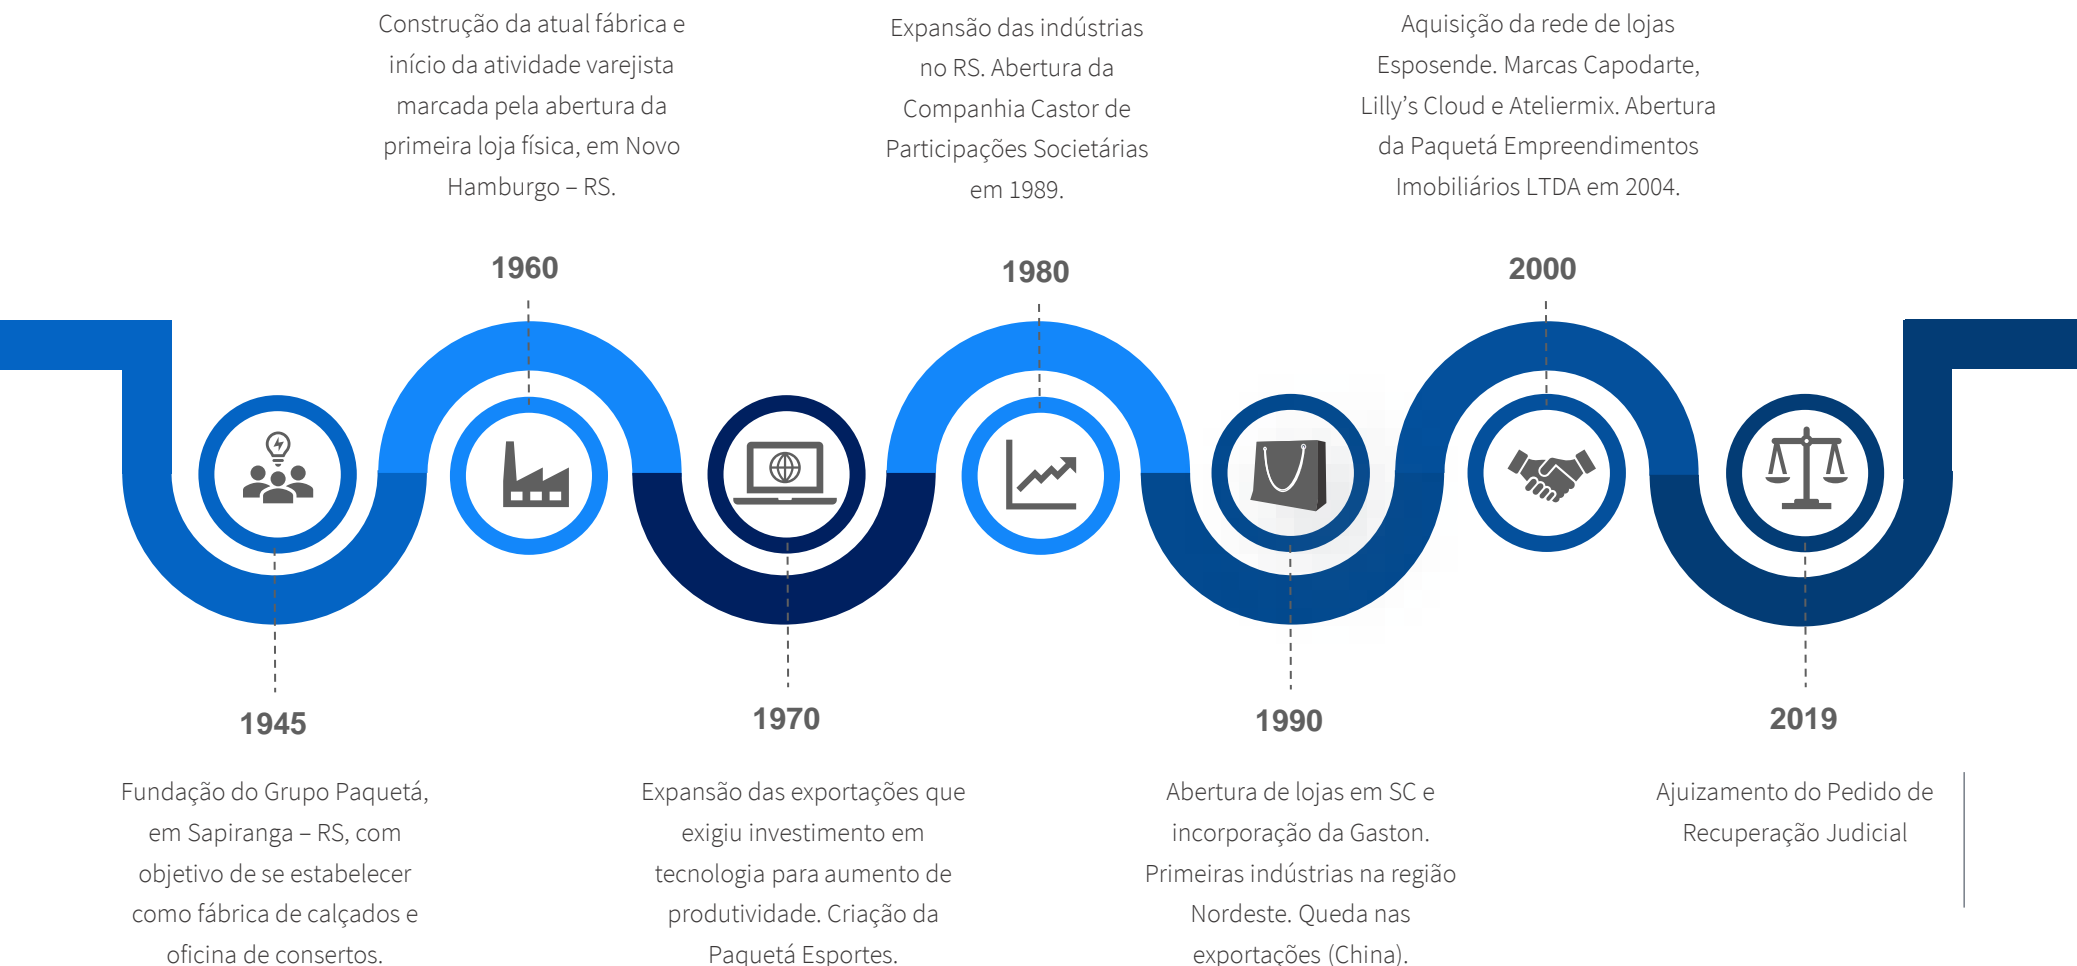 Construção da atual fábrica e
início da atividade varejista
marcada pela abertura da
primeira loja física, em Novo
Hamburgo – RS.
1960
Expansão das indústrias
no RS. Abertura da
Companhia Castor de
Participações Societárias
em 1989.
1980
Aquisição da rede de lojas
Esposende. Marcas Capodarte,
Lilly’s Cloud e Ateliermix. Abertura
da Paquetá Empreendimentos
Imobiliários LTDA em 2004.
2000
1945
Fundação do Grupo Paquetá,
em Sapiranga – RS, com
objetivo de se estabelecer
como fábrica de calçados e
oficina de consertos.
1970
Expansão das exportações que
exigiu investimento em
tecnologia para aumento de
produtividade. Criação da
Paquetá Esportes.
1990
Abertura de lojas em SC e
incorporação da Gaston.
Primeiras indústrias na região
Nordeste. Queda nas
exportações (China).
2019
Ajuizamento do Pedido de
Recuperação Judicial